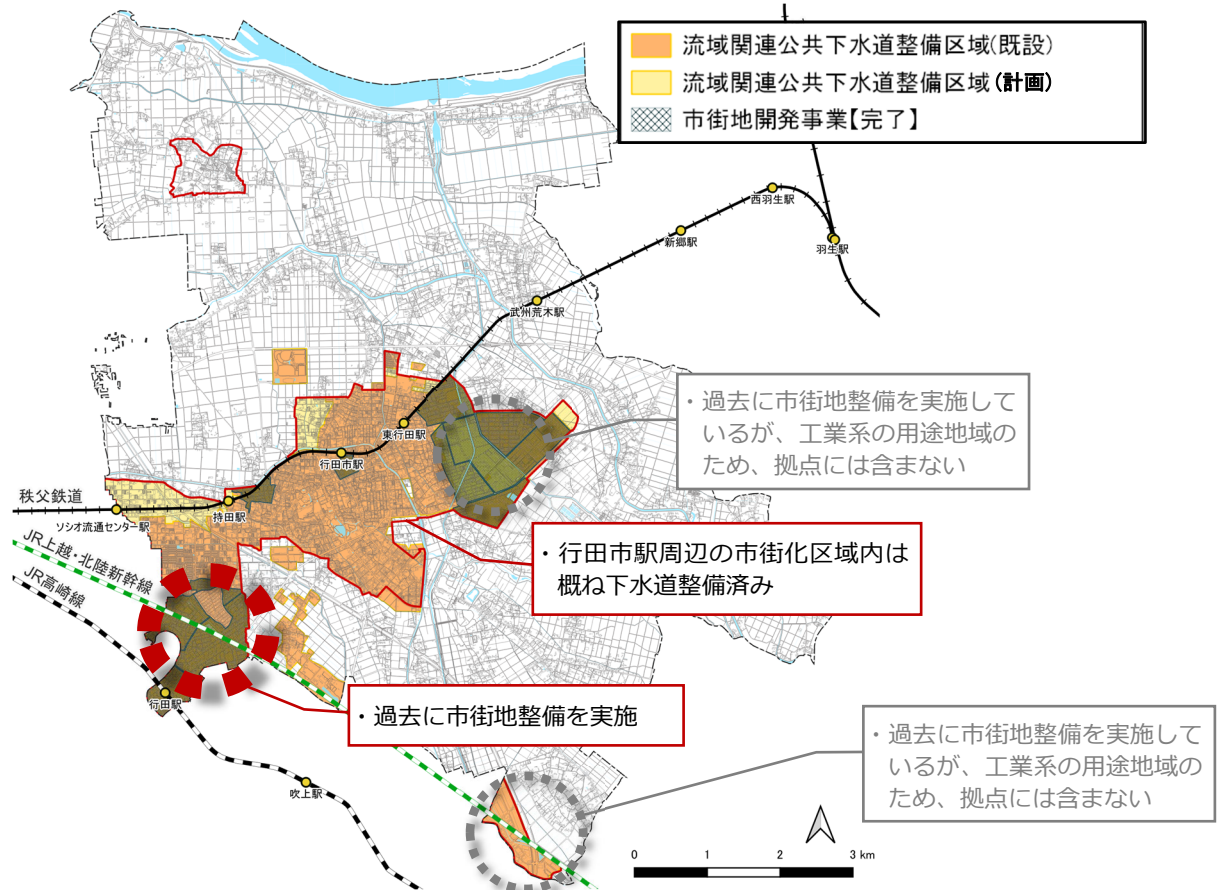 流域関連公共下水道整備区域(既設)
流域関連公共下水道整備区域(計画)
市街地開発事業【完了】
西羽生駅
新郷駅
羽生駅
武州荒木駅
・過去に市街地整備を実施して
いるが、工業系の用途地域の
ため、拠点には含まない
東行田駅
行田市駅
秩父鉄道
持田駅
ソシオ流通センター駅
・行田市駅周辺の市街化区域内は
概ね下水道整備済み
JR上越・北陸新幹線
JR高崎線
行田駅
・過去に市街地整備を実施
・過去に市街地整備を実施して
いるが、工業系の用途地域の
ため、拠点には含まない
吹上駅
0 1 2 3 km